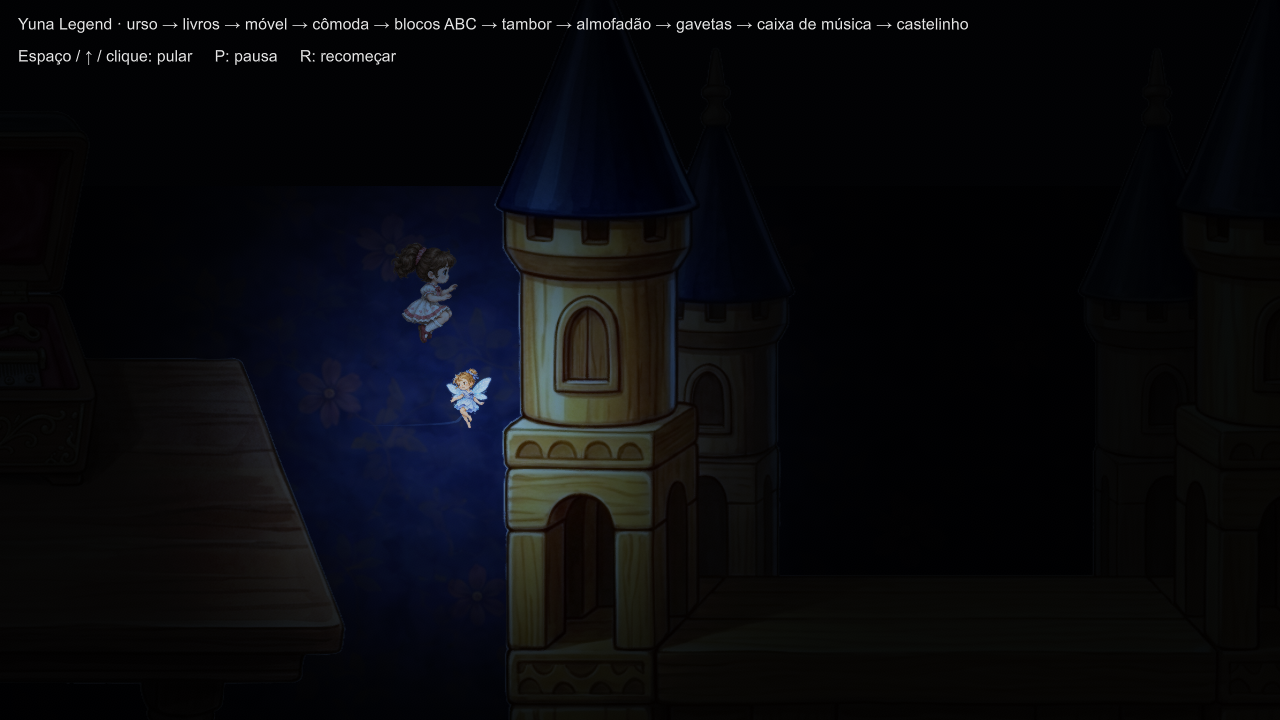 Yuna Legend · urso → livros → móvel → cômoda → blocos ABC → tambor → almofadão → gavetas → caixa de música → castelinho
Espaço / ↑ / clique: pular P: pausa R: recomeçar